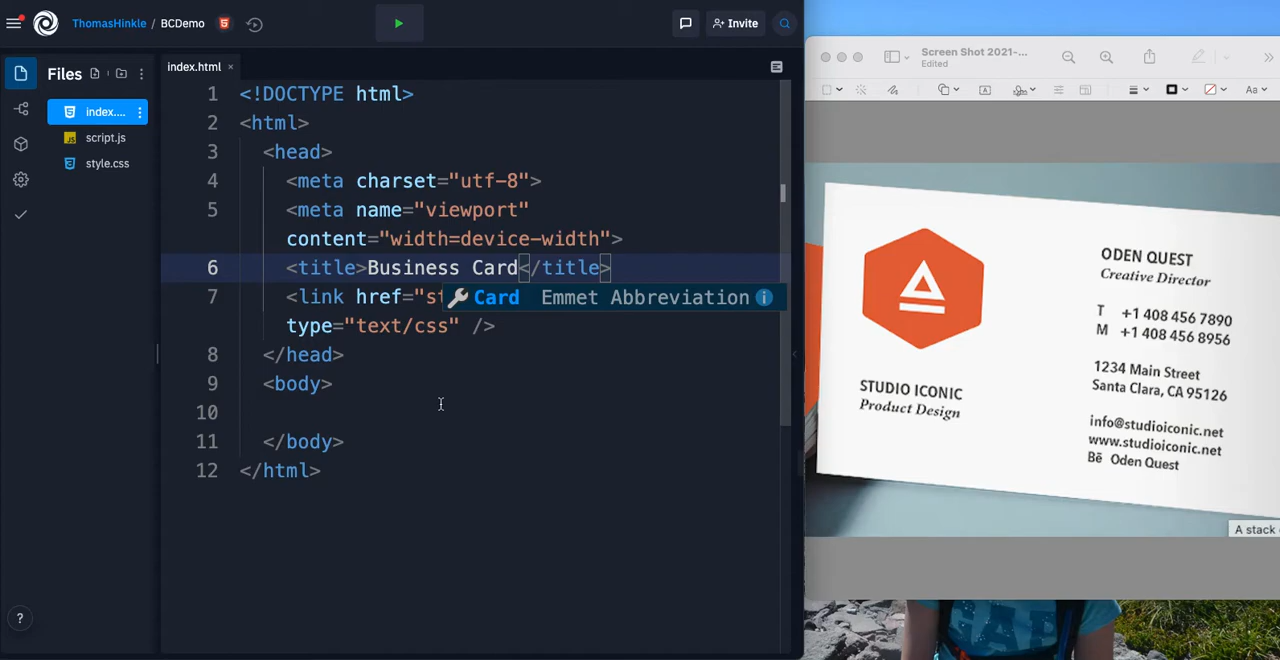 ThomasHinkle / BCDemo
Invite
Files
index....
script.js
style.css
index.html ×
1 <!DOCTYPE html>
2 <html>
3 <head>
4 <meta charset="utf-8">
5 <meta name="viewport"
content="width=device-width">
6 <title>Business Card</title>
7 <link href="st
Card Emmet Abbreviation
type="text/css" />
8 </head>
9 <body>
10
11 </body>
12 </html>
?
Screen Shot 2021-...
Edited
Aa
STUDIO ICONIC
Product Design
ODEN QUEST
Creative Director
T +1 408 456 7890
M +1 408 456 8956
1234 Main Street
Santa Clara, CA 95126
info@studioiconic.net
www.studioiconic.net
Bē Oden Quest
A stack